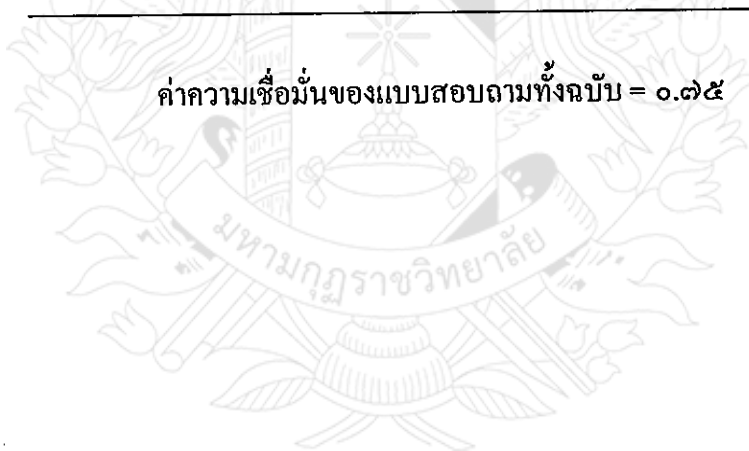 ค่าความเชื่อมั่นของแบบสอบถามทั้งฉบับ = ๐.๗๕
มหามกุฏราชวิทยาลัย